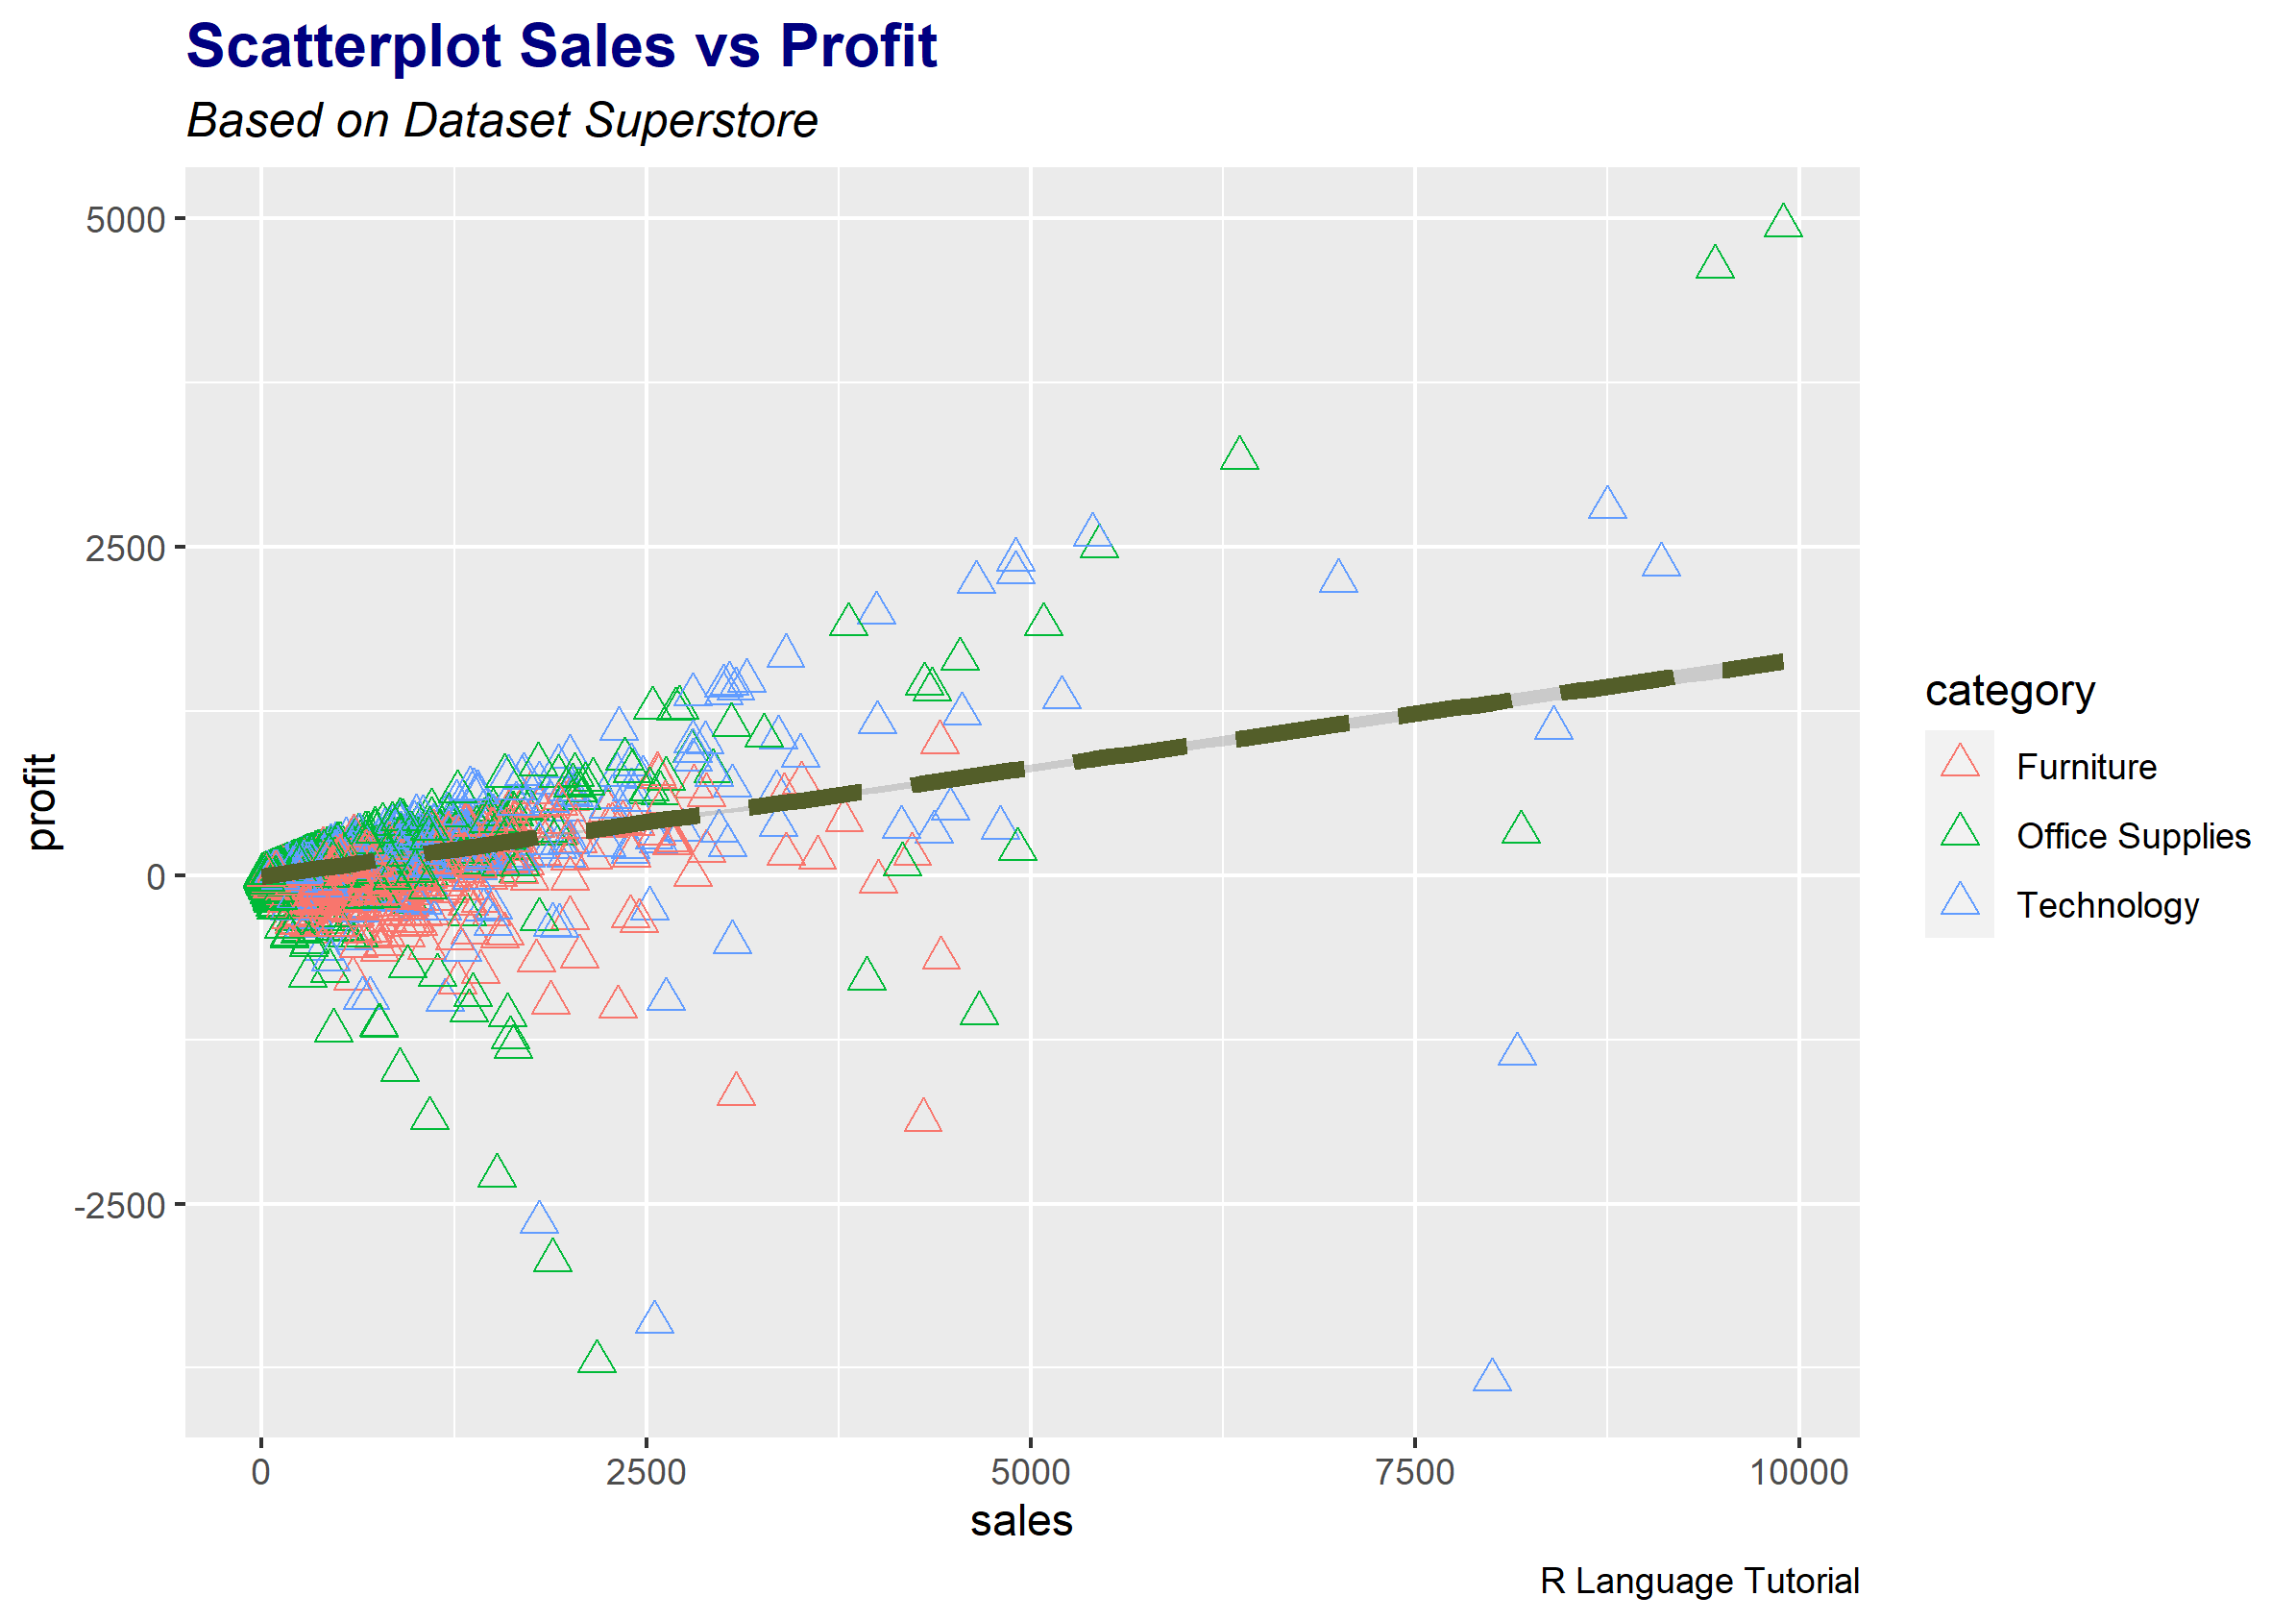 Scatterplot Sales vs Profit
Based on Dataset Superstore
5000
2500
0
-2500
profit
0 2500 5000 7500 10000
sales
category
Furniture
Office Supplies
Technology
R Language Tutorial